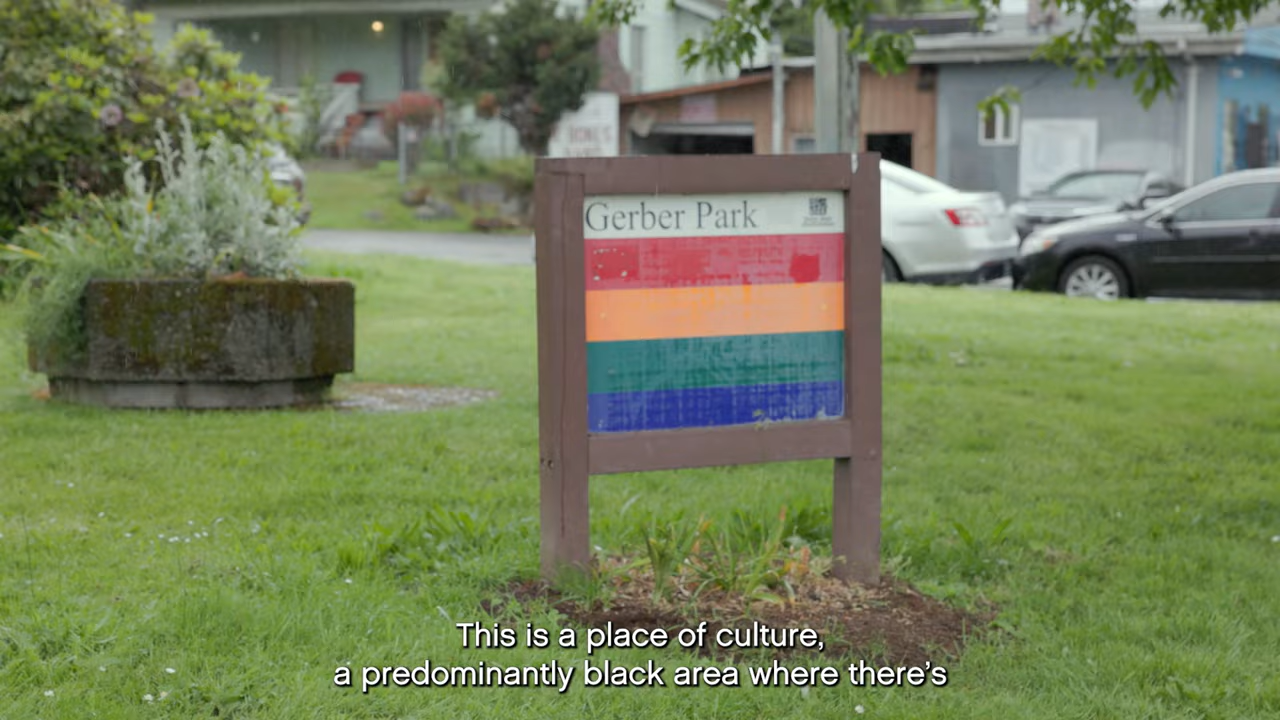 Gerber Park
This is a place of culture,
a predominantly black area where there's